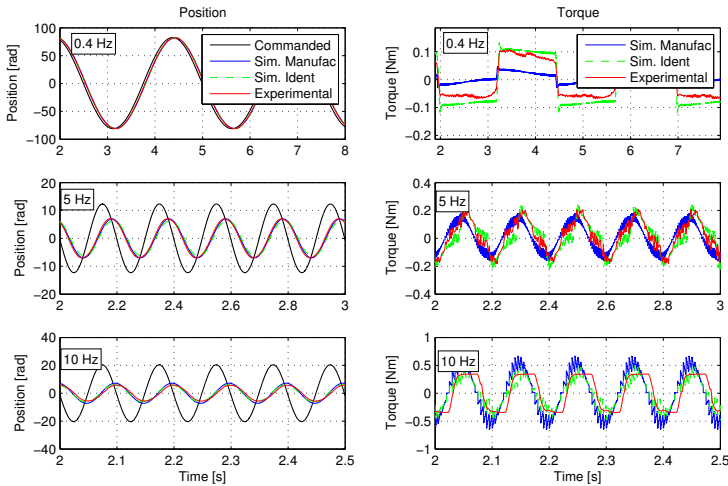 Position
Torque
Position [rad]
100
50
0
−50
−100
0.4 Hz
Commanded
Sim. Manufac
Sim. Ident
Experimental
2 3 4 5 6 7 8
Torque [Nm]
0.1
0
−0.1
−0.2
0.4 Hz
Sim. Manufac
Sim. Ident
Experimental
2 3 4 5 6 7
Position [rad]
20
10
0
−10
−20
5 Hz
2 2.2 2.4 2.6 2.8 3
Torque [Nm]
0.4
0.2
0
−0.2
−0.4
5 Hz
2 2.2 2.4 2.6 2.8 3
Position [rad]
40
20
0
−20
−40
10 Hz
2 2.1 2.2 2.3 2.4 2.5
Time [s]
Torque [Nm]
1
0.5
0
−0.5
−1
10 Hz
2 2.1 2.2 2.3 2.4 2.5
Time [s]